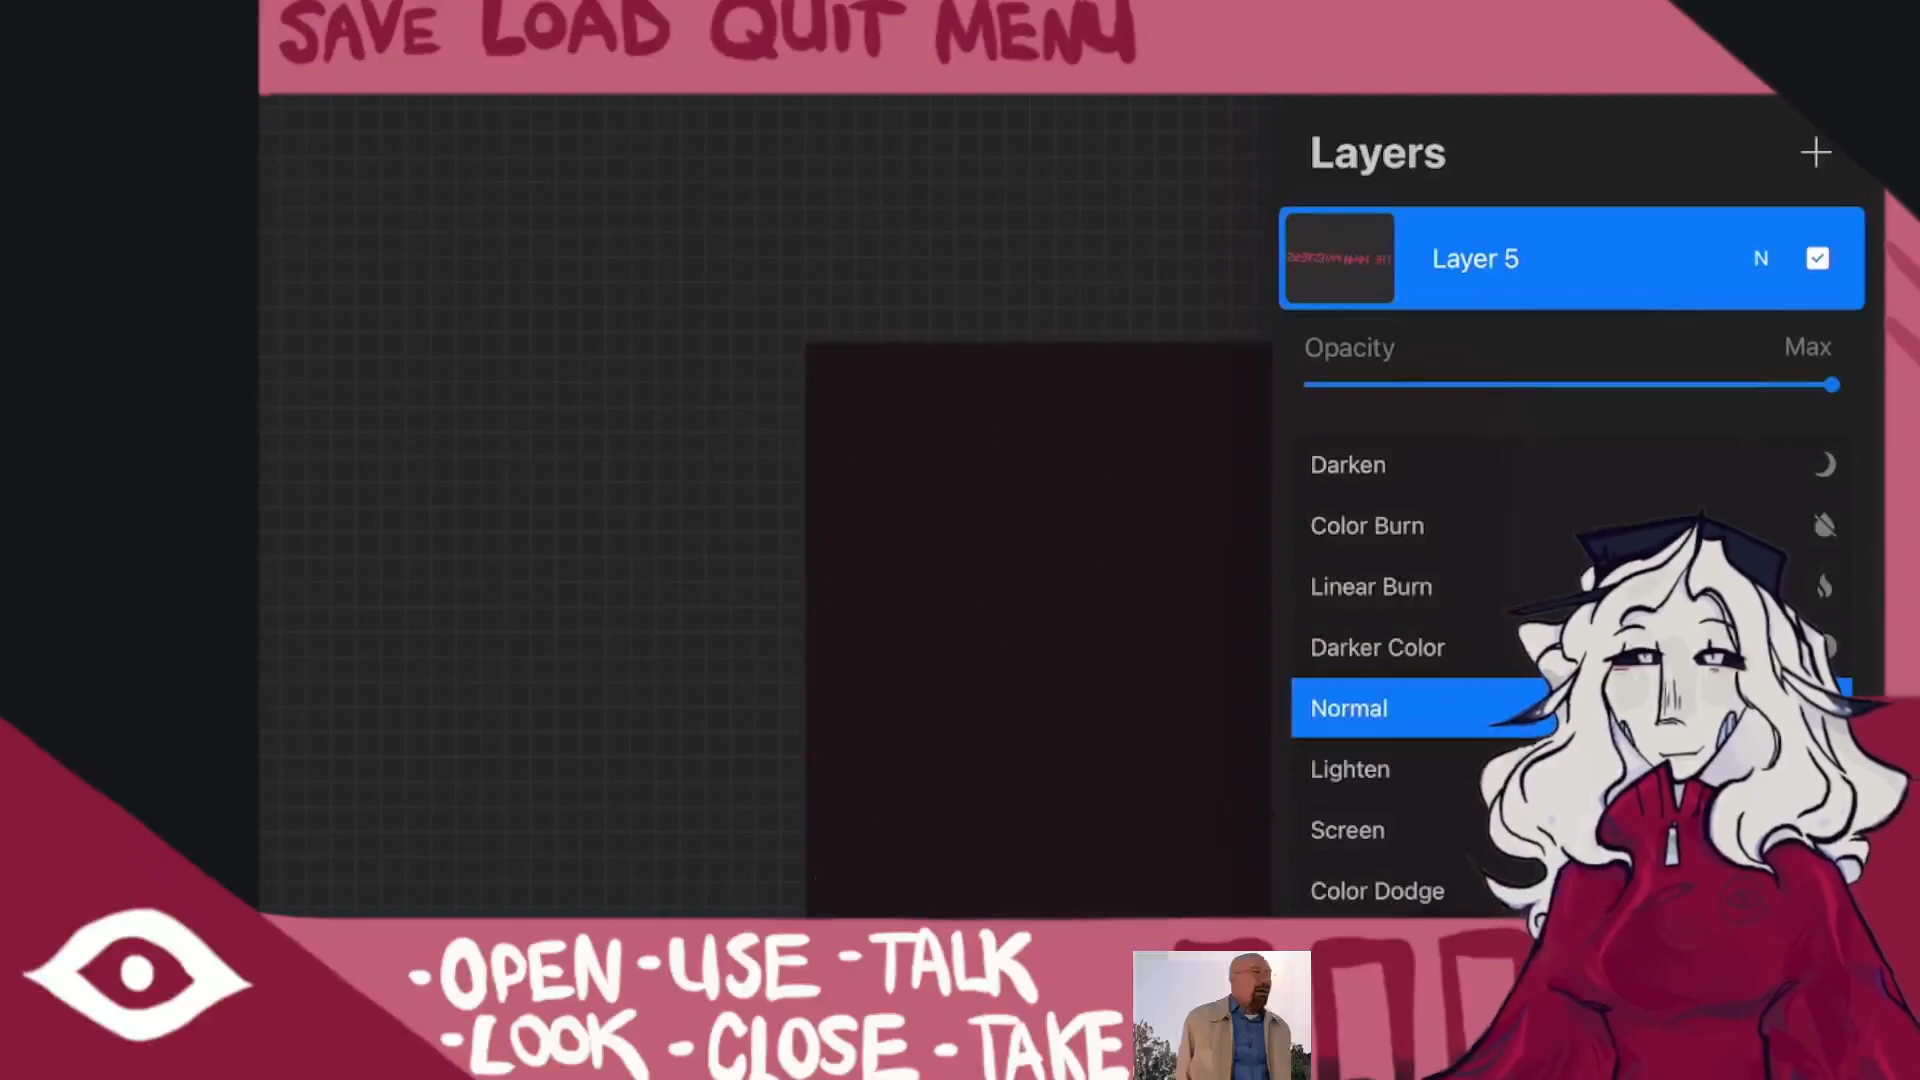 SAVE LOAD QUIT MENU
Layers
Layer 5 N
Opacity Max
Darken
Color Burn
Linear Burn
Darker Color
Normal
Lighten
Screen
Color Dodge
-OPEN -USE -TALK
-LOOK -CLOSE -TAKE